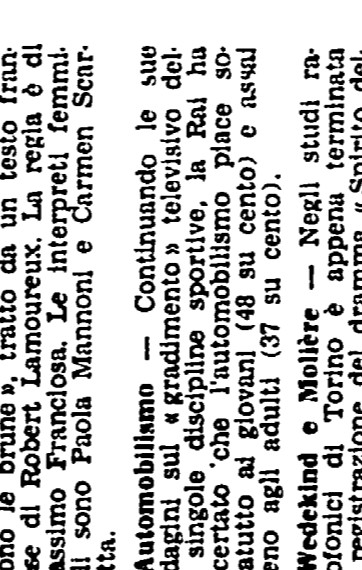 ono le brune », tratto da un testo fran-
se di Robert Lamoureux. La regia è di
assimo Franciosa. Le interpreti femmi-
li sono Paola Mannoni e Carmen Scar-
tta.
Automobilismo — Continuando le sue
dagini sul « gradimento » televisivo del-
singole discipline sportive, la Rai ha
certato che l'automobilismo piace so-
atutto ai giovani (48 su cento) e assai
eno agli adulti (37 su cento).
Wedekind e Molière — Negli studi ra-
ofonici di Torino è appena terminata
registrazione del dramma « Spirito del-